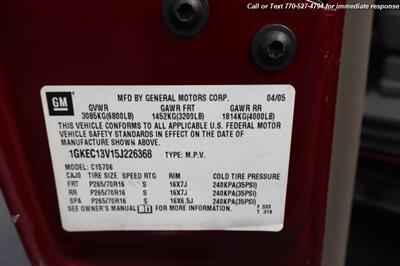 Call or Text 770-527-4794 for immediate response
GM
MFD BY GENERAL MOTORS CORP. 04/05
GVWR GAWR FRT GAWR RR
3085KG(6800LB) 1452KG(3200LB) 1814KG(4000LB)
THIS VEHICLE CONFORMS TO ALL APPLICABLE U.S. FEDERAL MOTOR
VEHICLE SAFETY STANDARDS IN EFFECT ON THE DATE OF
MANUFACTURE SHOWN ABOVE.
1GKEC13V15J226368 TYPE: M.P.V.
MODEL: C15706
CAJ0 TIRE SIZE SPEED RTG RIM COLD TIRE PRESSURE
FRT P265/70R16 S 16X7J 240KPA(35PSI)
RR P265/70R16 S 16X7J 240KPA(35PSI)
SPA P265/70R16 S 16X6.5J 240KPA(35PSI)
SEE OWNER'S MANUAL FOR MORE INFORMATION.
F 333
T 318